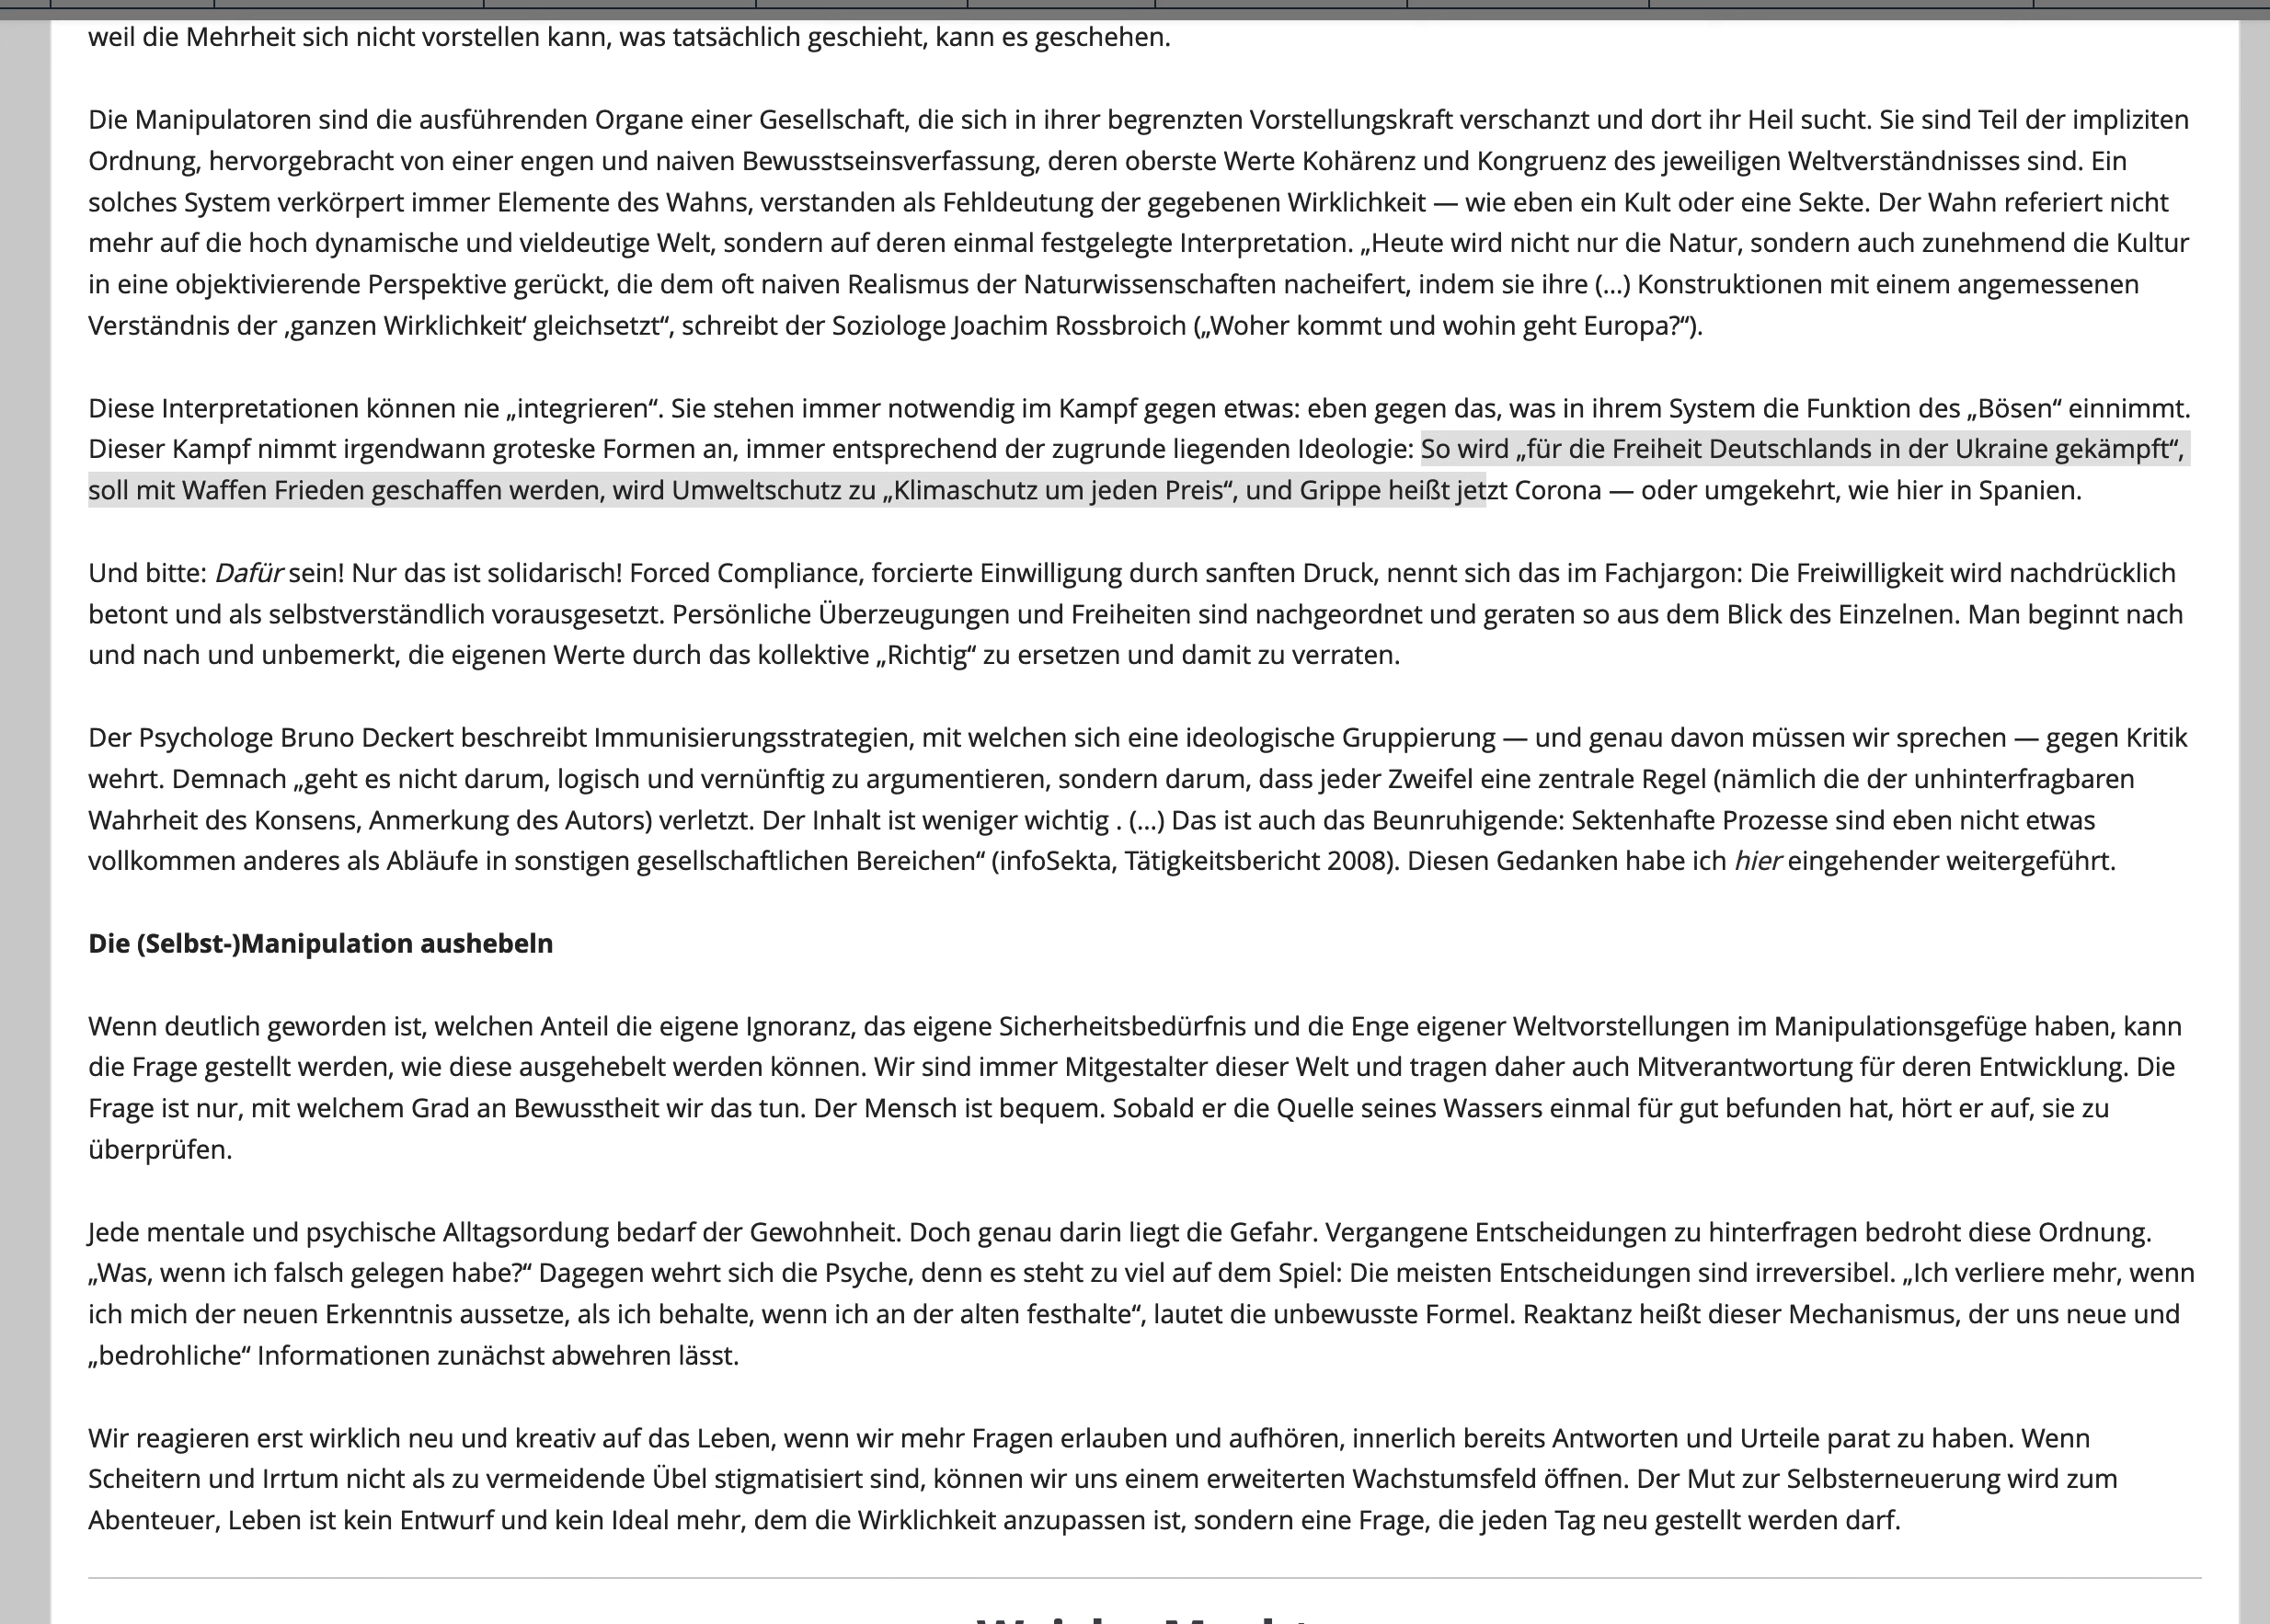 weil die Mehrheit sich nicht vorstellen kann, was tatsächlich geschieht, kann es geschehen.
Die Manipulatoren sind die ausführenden Organe einer Gesellschaft, die sich in ihrer begrenzten Vorstellungskraft verschanzt und dort ihr Heil sucht. Sie sind Teil der impliziten
Ordnung, hervorgebracht von einer engen und naiven Bewusstseinsverfassung, deren oberste Werte Kohärenz und Kongruenz des jeweiligen Weltverständnisses sind. Ein
solches System verkörpert immer Elemente des Wahns, verstanden als Fehldeutung der gegebenen Wirklichkeit — wie eben ein Kult oder eine Sekte. Der Wahn referiert nicht
mehr auf die hoch dynamische und vieldeutige Welt, sondern auf deren einmal festgelegte Interpretation. „Heute wird nicht nur die Natur, sondern auch zunehmend die Kultur
in eine objektivierende Perspektive gerückt, die dem oft naiven Realismus der Naturwissenschaften nacheifert, indem sie ihre (…) Konstruktionen mit einem angemessenen
Verständnis der ‚ganzen Wirklichkeit‘ gleichsetzt“, schreibt der Soziologe Joachim Rossbroich („Woher kommt und wohin geht Europa?“).
Diese Interpretationen können nie „integrieren“. Sie stehen immer notwendig im Kampf gegen etwas: eben gegen das, was in ihrem System die Funktion des „Bösen“ einnimmt.
Dieser Kampf nimmt irgendwann groteske Formen an, immer entsprechend der zugrunde liegenden Ideologie: So wird „für die Freiheit Deutschlands in der Ukraine gekämpft“,
soll mit Waffen Frieden geschaffen werden, wird Umweltschutz zu „Klimaschutz um jeden Preis“, und Grippe heißt jetzt Corona — oder umgekehrt, wie hier in Spanien.
Und bitte: Dafür sein! Nur das ist solidarisch! Forced Compliance, forcierte Einwilligung durch sanften Druck, nennt sich das im Fachjargon: Die Freiwilligkeit wird nachdrücklich
betont und als selbstverständlich vorausgesetzt. Persönliche Überzeugungen und Freiheiten sind nachgeordnet und geraten so aus dem Blick des Einzelnen. Man beginnt nach
und nach und unbemerkt, die eigenen Werte durch das kollektive „Richtig“ zu ersetzen und damit zu verraten.
Der Psychologe Bruno Deckert beschreibt Immunisierungsstrategien, mit welchen sich eine ideologische Gruppierung — und genau davon müssen wir sprechen — gegen Kritik
wehrt. Demnach „geht es nicht darum, logisch und vernünftig zu argumentieren, sondern darum, dass jeder Zweifel eine zentrale Regel (nämlich die der unhinterfragbaren
Wahrheit des Konsens, Anmerkung des Autors) verletzt. Der Inhalt ist weniger wichtig . (…) Das ist auch das Beunruhigende: Sektenhafte Prozesse sind eben nicht etwas
vollkommen anderes als Abläufe in sonstigen gesellschaftlichen Bereichen“ (infoSekta, Tätigkeitsbericht 2008). Diesen Gedanken habe ich hier eingehender weitergeführt.
Die (Selbst-)Manipulation aushebeln
Wenn deutlich geworden ist, welchen Anteil die eigene Ignoranz, das eigene Sicherheitsbedürfnis und die Enge eigener Weltvorstellungen im Manipulationsgefüge haben, kann
die Frage gestellt werden, wie diese ausgehebelt werden können. Wir sind immer Mitgestalter dieser Welt und tragen daher auch Mitverantwortung für deren Entwicklung. Die
Frage ist nur, mit welchem Grad an Bewusstheit wir das tun. Der Mensch ist bequem. Sobald er die Quelle seines Wassers einmal für gut befunden hat, hört er auf, sie zu
überprüfen.
Jede mentale und psychische Alltagsordung bedarf der Gewohnheit. Doch genau darin liegt die Gefahr. Vergangene Entscheidungen zu hinterfragen bedroht diese Ordnung.
„Was, wenn ich falsch gelegen habe?“ Dagegen wehrt sich die Psyche, denn es steht zu viel auf dem Spiel: Die meisten Entscheidungen sind irreversibel. „Ich verliere mehr, wenn
ich mich der neuen Erkenntnis aussetze, als ich behalte, wenn ich an der alten festhalte“, lautet die unbewusste Formel. Reaktanz heißt dieser Mechanismus, der uns neue und
„bedrohliche“ Informationen zunächst abwehren lässt.
Wir reagieren erst wirklich neu und kreativ auf das Leben, wenn wir mehr Fragen erlauben und aufhören, innerlich bereits Antworten und Urteile parat zu haben. Wenn
Scheitern und Irrtum nicht als zu vermeidende Übel stigmatisiert sind, können wir uns einem erweiterten Wachstumsfeld öffnen. Der Mut zur Selbsterneuerung wird zum
Abenteuer, Leben ist kein Entwurf und kein Ideal mehr, dem die Wirklichkeit anzupassen ist, sondern eine Frage, die jeden Tag neu gestellt werden darf.